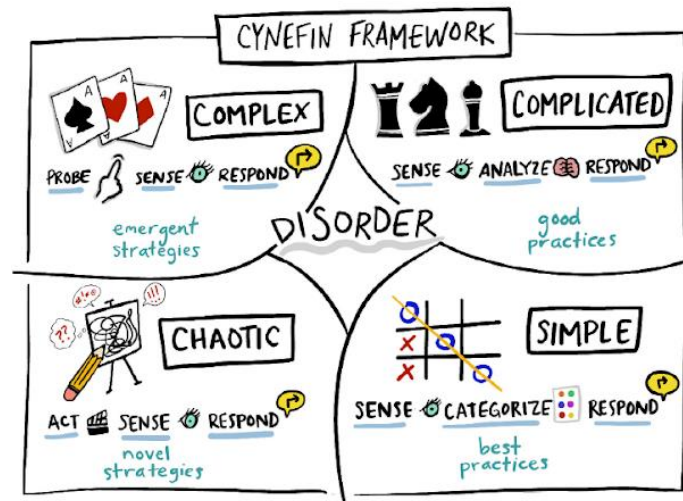 CYNEFIN FRAMEWORK
A A A
A
COMPLEX
PROBE SENSE RESPOND
emergent
strategies
COMPLICATED
SENSE ANALYZE RESPOND
good
practices
DISORDER
#!*@
!!!
??
CHAOTIC
ACT SENSE RESPOND
novel
strategies
X
X
SIMPLE
SENSE CATEGORIZE RESPOND
best
practices